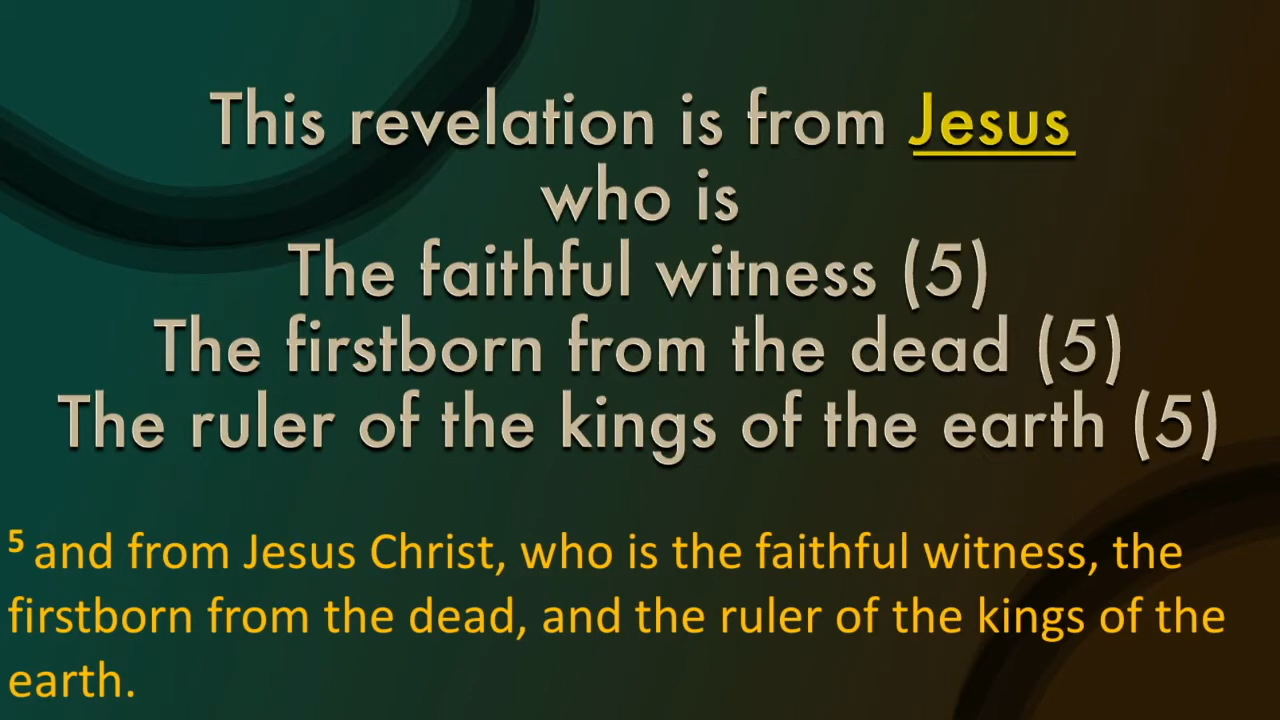 This revelation is from Jesus
who is
The faithful witness (5)
The firstborn from the dead (5)
The ruler of the kings of the earth (5)
5 and from Jesus Christ, who is the faithful witness, the
firstborn from the dead, and the ruler of the kings of the
earth.